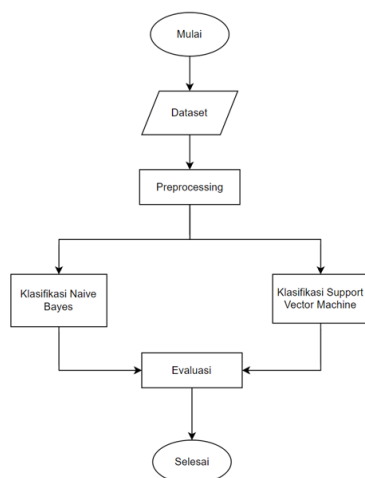 Mulai
Dataset
Preprocessing
Klasifikasi Naive
Bayes
Klasifikasi Support
Vector Machine
Evaluasi
Selesai